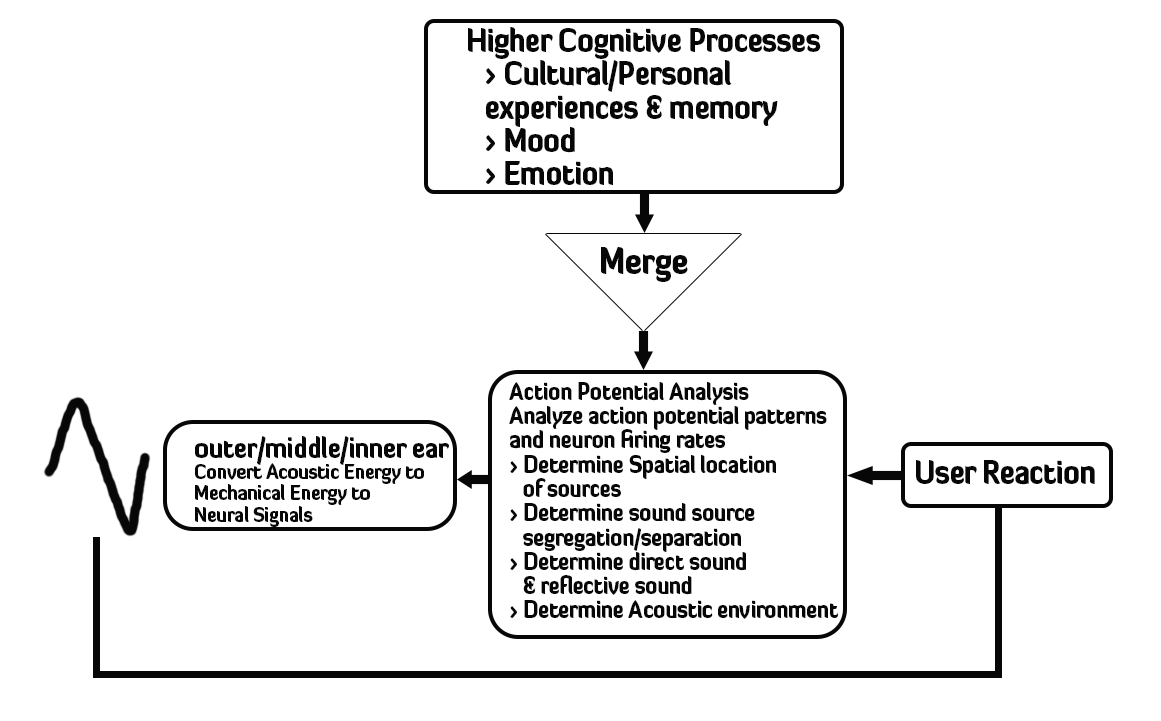 Higher Cognitive Processes
› Cultural/Personal
experiences & memory
› Mood
› Emotion
Merge
outer/middle/inner ear
Convert Acoustic Energy to
Mechanical Energy to
Neural Signals
Action Potential Analysis
Analyze action potential patterns
and neuron firing rates
› Determine Spatial location
of sources
› Determine sound source
segregation/separation
› Determine direct sound
& reflective sound
› Determine Acoustic environment
User Reaction